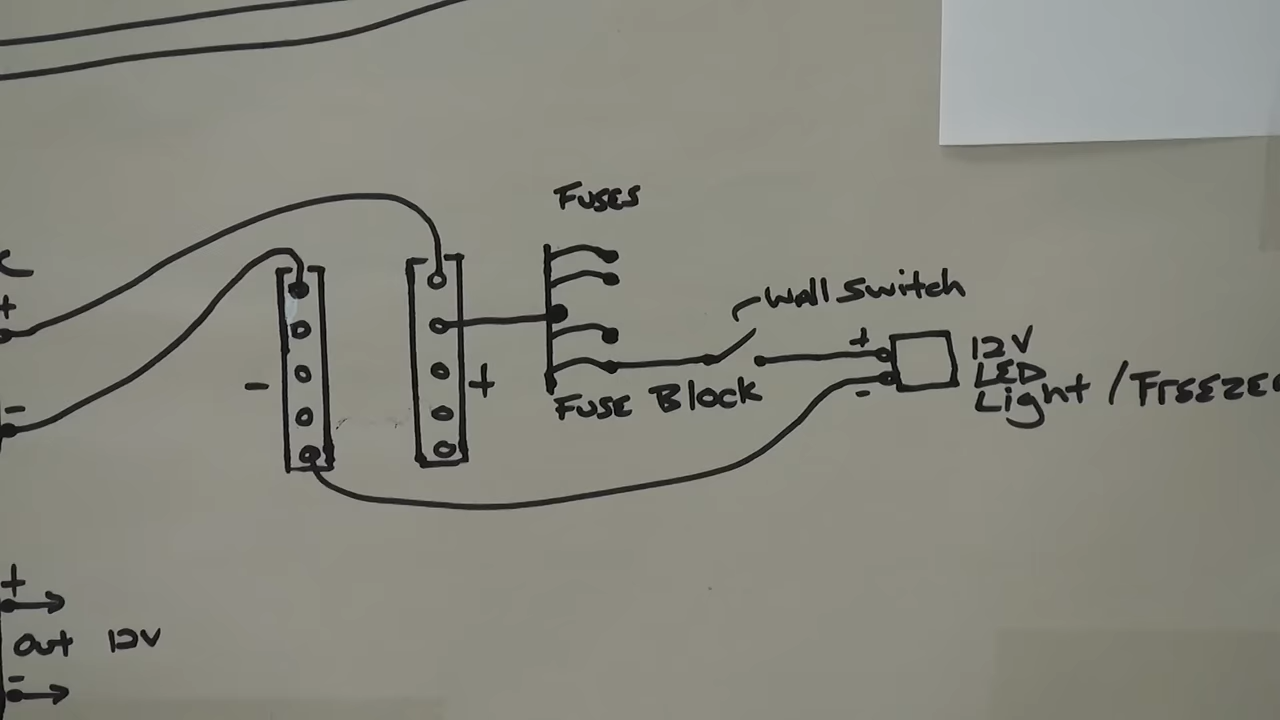 Fuses
C
+
Wall Switch
+
12V
LED
Light / Freezer
-
+
-
-
Fuse Block
+
Out 12V
-